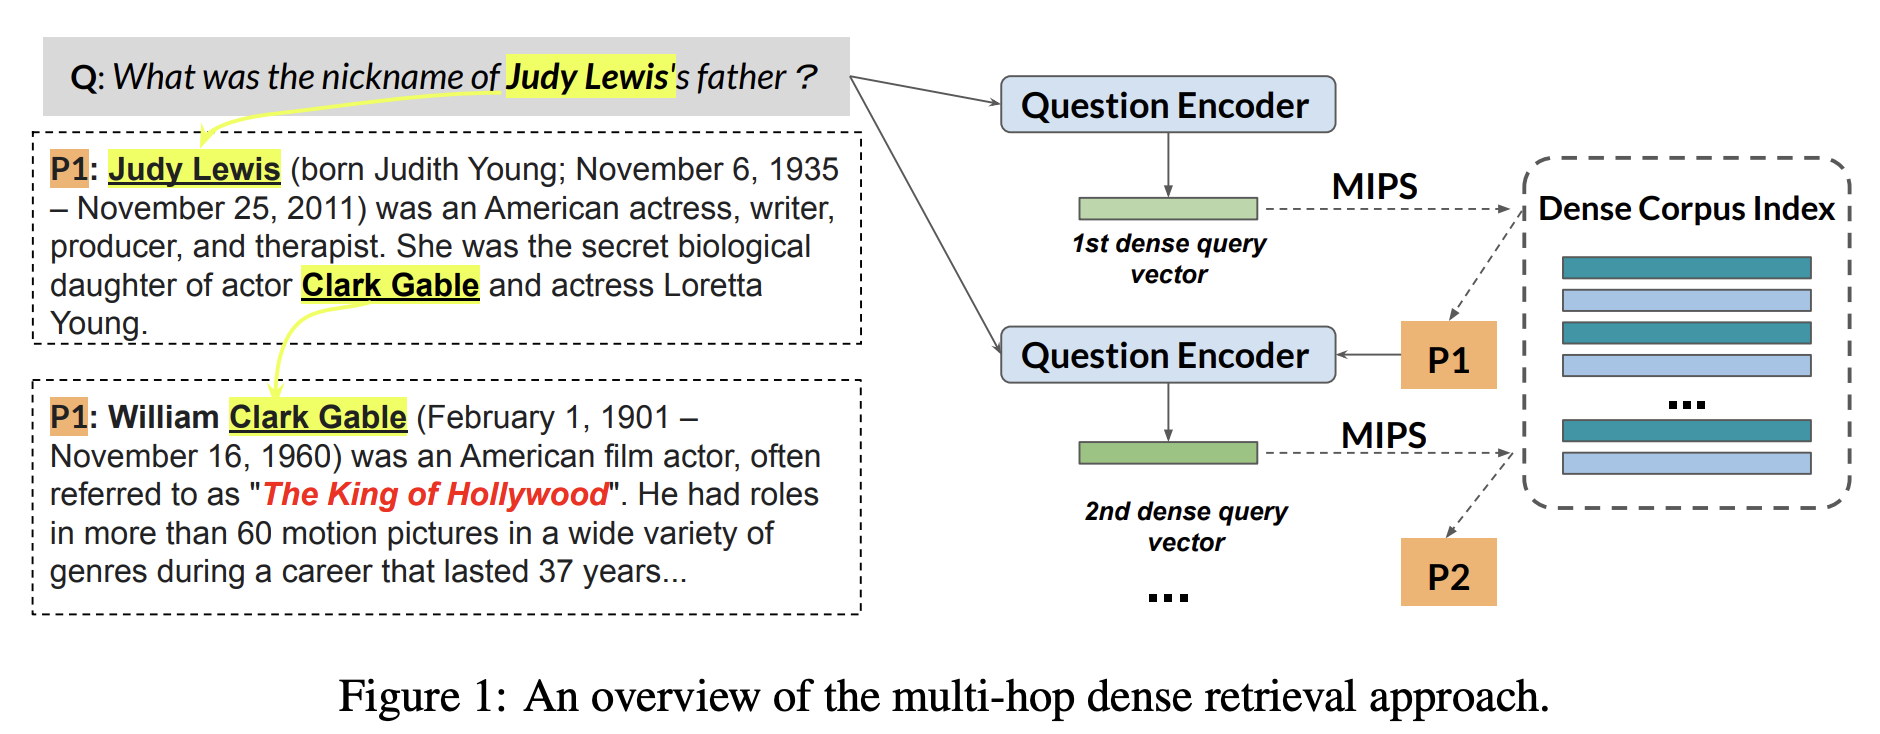 Q: What was the nickname of Judy Lewis's father ?
P1: Judy Lewis (born Judith Young; November 6, 1935
– November 25, 2011) was an American actress, writer,
producer, and therapist. She was the secret biological
daughter of actor Clark Gable and actress Loretta
Young.
P1: William Clark Gable (February 1, 1901 –
November 16, 1960) was an American film actor, often
referred to as "The King of Hollywood". He had roles
in more than 60 motion pictures in a wide variety of
genres during a career that lasted 37 years...
Question Encoder
MIPS
1st dense query
vector
Dense Corpus Index
...
Question Encoder
P1
MIPS
2nd dense query
vector
...
P2
Figure 1: An overview of the multi-hop dense retrieval approach.